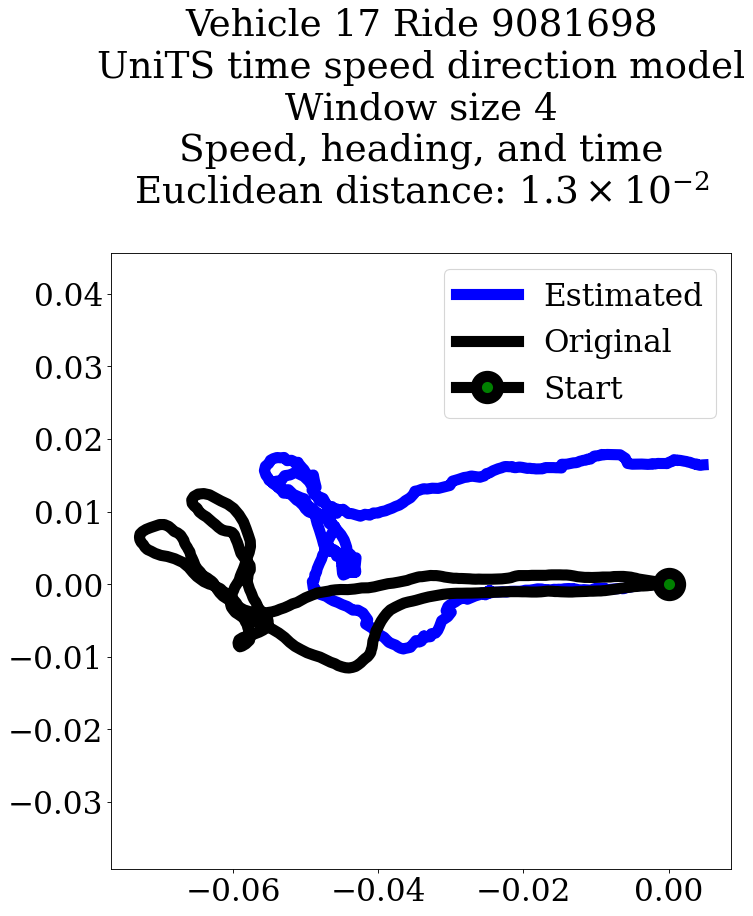 Vehicle 17 Ride 9081698
UniTS time speed direction model
Window size 4
Speed, heading, and time
Euclidean distance: 1.3 × 10⁻²
Estimated
Original
Start
0.04
0.03
0.02
0.01
0.00
−0.01
−0.02
−0.03
−0.06 −0.04 −0.02 0.00